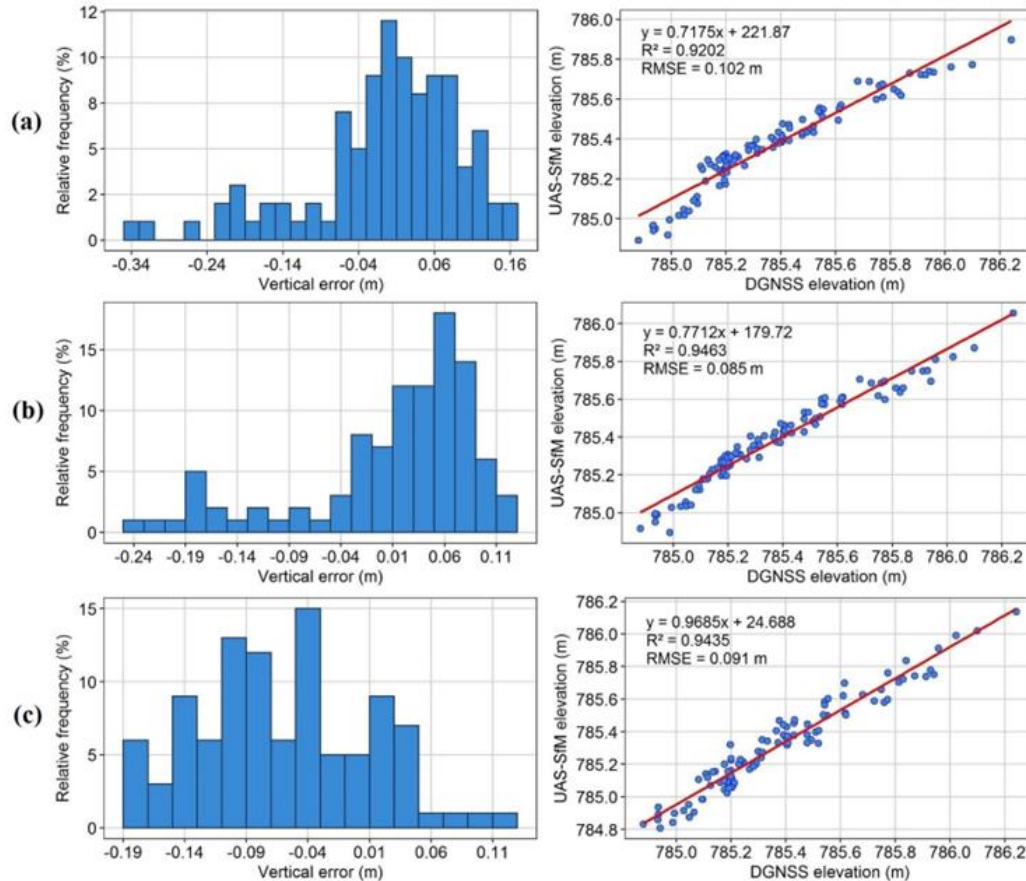 (a)
Relative frequency (%)
12
10
8
5
2
0
-0.34 -0.24 -0.14 -0.04 0.06 0.16
Vertical error (m)
UAS-SfM elevation (m)
786.0
785.8
785.6
785.4
785.2
785.0
y = 0.7175x + 221.87
R² = 0.9202
RMSE = 0.102 m
785.0 785.2 785.4 785.6 785.8 786.0 786.2
DGNSS elevation (m)
(b)
Relative frequency (%)
15
10
5
0
-0.24 -0.19 -0.14 -0.09 -0.04 0.01 0.06 0.11
Vertical error (m)
UAS-SfM elevation (m)
786.0
785.8
785.6
785.4
785.2
785.0
y = 0.7712x + 179.72
R² = 0.9463
RMSE = 0.085 m
785.0 785.2 785.4 785.6 785.8 786.0 786.2
DGNSS elevation (m)
(c)
Relative frequency (%)
15
10
5
0
-0.19 -0.14 -0.09 -0.04 0.01 0.06 0.11
Vertical error (m)
UAS-SfM elevation (m)
786.2
786.0
785.8
785.6
785.4
785.2
785.0
784.8
y = 0.9685x + 24.688
R² = 0.9435
RMSE = 0.091 m
785.0 785.2 785.4 785.6 785.8 786.0 786.2
DGNSS elevation (m)